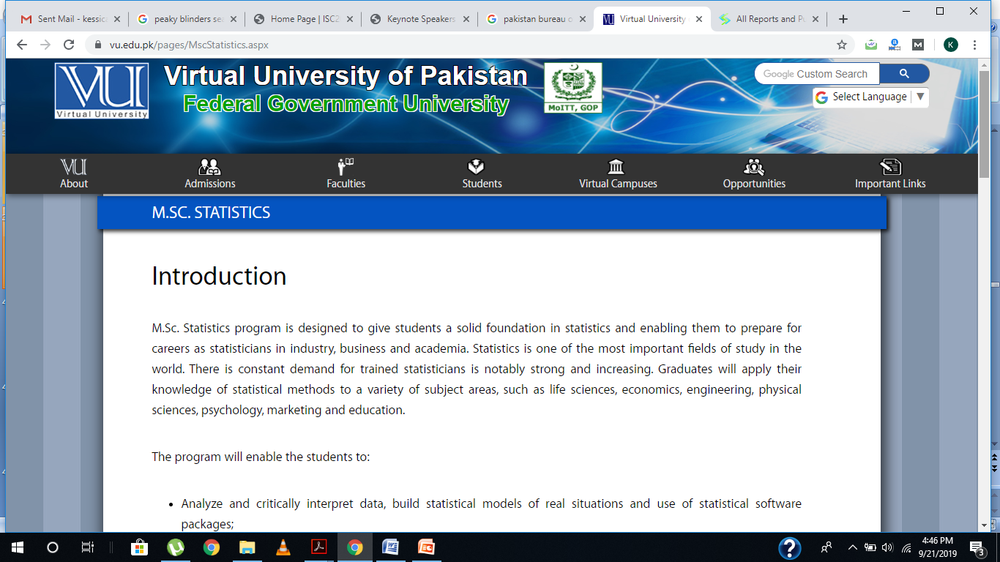 Sent Mail - kessica
peaky blinders sea
Home Page | ISC2
Keynote Speakers
pakistan bureau o
Virtual University
All Reports and Pu
vu.edu.pk/pages/MscStatistics.aspx
K
VU
Virtual University
Virtual University of Pakistan
Federal Government University
MoITT, GOP
Google Custom Search
G Select Language ▼
About
Admissions
Faculties
Students
Virtual Campuses
Opportunities
Important Links
M.SC. STATISTICS
Introduction
M.Sc. Statistics program is designed to give students a solid foundation in statistics and enabling them to prepare for
careers as statisticians in industry, business and academia. Statistics is one of the most important fields of study in the
world. There is constant demand for trained statisticians is notably strong and increasing. Graduates will apply their
knowledge of statistical methods to a variety of subject areas, such as life sciences, economics, engineering, physical
sciences, psychology, marketing and education.
The program will enable the students to:
• Analyze and critically interpret data, build statistical models of real situations and use of statistical software
packages;
4:46 PM
9/21/2019
3